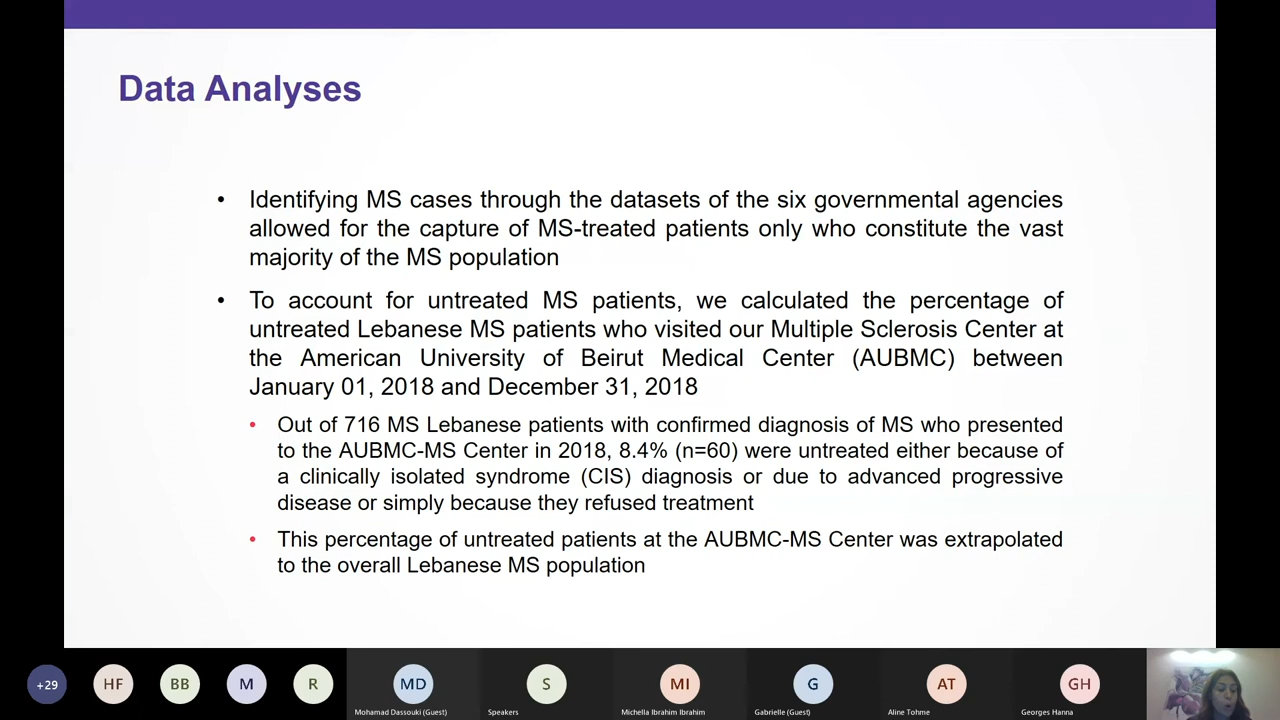 Data Analyses
• Identifying MS cases through the datasets of the six governmental agencies
allowed for the capture of MS-treated patients only who constitute the vast
majority of the MS population
• To account for untreated MS patients, we calculated the percentage of
untreated Lebanese MS patients who visited our Multiple Sclerosis Center at
the American University of Beirut Medical Center (AUBMC) between
January 01, 2018 and December 31, 2018
• Out of 716 MS Lebanese patients with confirmed diagnosis of MS who presented
to the AUBMC-MS Center in 2018, 8.4% (n=60) were untreated either because of
a clinically isolated syndrome (CIS) diagnosis or due to advanced progressive
disease or simply because they refused treatment
• This percentage of untreated patients at the AUBMC-MS Center was extrapolated
to the overall Lebanese MS population
+29 HF BB M R MD S MI G AT GH
Mohamad Dassouki (Guest) Speakers Michella Ibrahim Ibrahim Gabrielle (Guest) Aline Tohme Georges Hanna